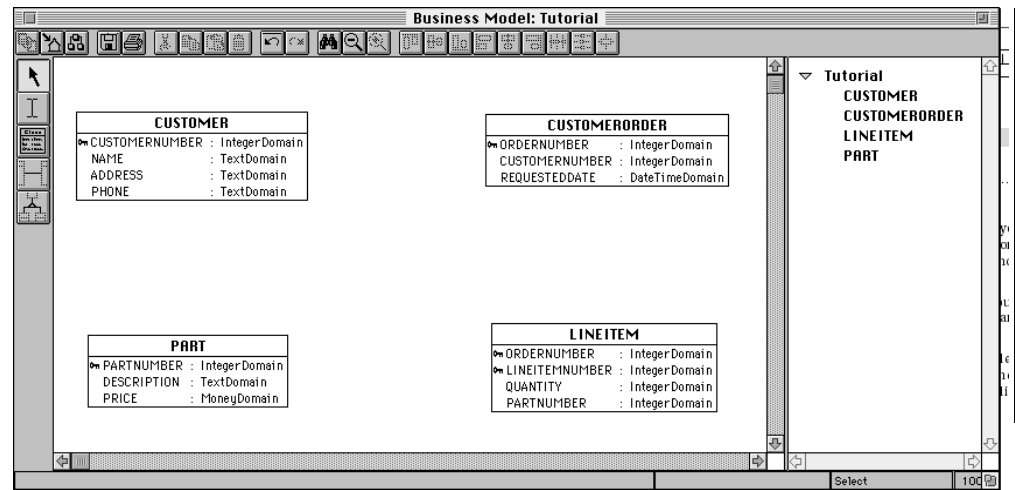 Business Model: Tutorial
Tutorial
CUSTOMER
CUSTOMERORDER
LINEITEM
PART
CUSTOMER
CUSTOMERNUMBER : IntegerDomain
NAME : TextDomain
ADDRESS : TextDomain
PHONE : TextDomain
CUSTOMERORDER
ORDERNUMBER : IntegerDomain
CUSTOMERNUMBER : IntegerDomain
REQUESTEDDATE : DateTimeDomain
PART
PARTNUMBER : IntegerDomain
DESCRIPTION : TextDomain
PRICE : MoneyDomain
LINEITEM
ORDERNUMBER : IntegerDomain
LINEITEMNUMBER : IntegerDomain
QUANTITY : IntegerDomain
PARTNUMBER : IntegerDomain
Select